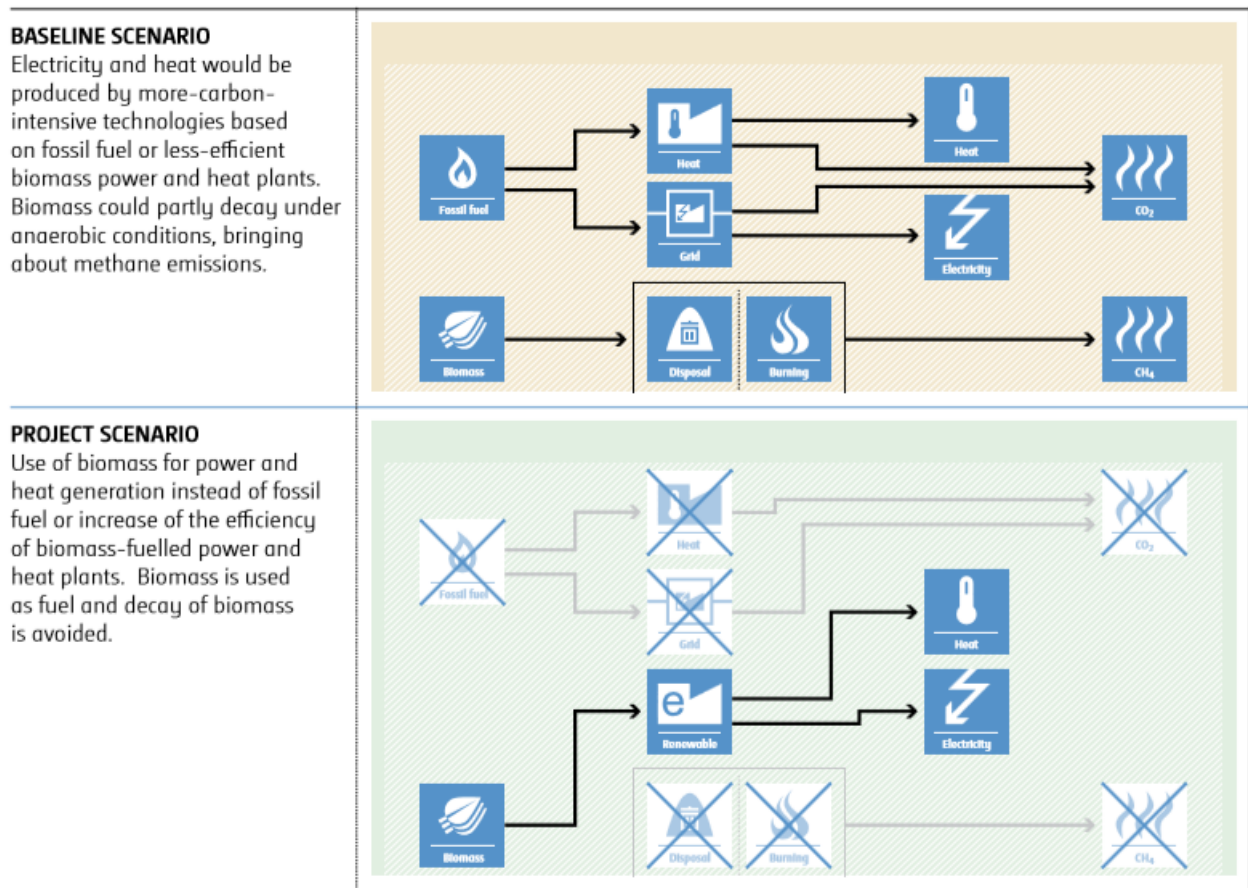 BASELINE SCENARIO
Electricity and heat would be
produced by more-carbon-
intensive technologies based
on fossil fuel or less-efficient
biomass power and heat plants.
Biomass could partly decay under
anaerobic conditions, bringing
about methane emissions.
Fossil fuel
Heat
Grid
Heat
Electricity
CO₂
Biomass
Disposal
Burning
CH₄
PROJECT SCENARIO
Use of biomass for power and
heat generation instead of fossil
fuel or increase of the efficiency
of biomass-fuelled power and
heat plants. Biomass is used
as fuel and decay of biomass
is avoided.
Fossil fuel
Heat
Grid
CO₂
Heat
e
Renewable
Electricity
Biomass
Disposal
Burning
CH₄